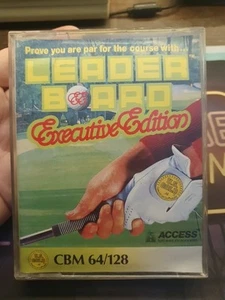 Prove you are par for the course with...
LEADER
BOARD
Executive Edition
ACCESS
CBM 64/128